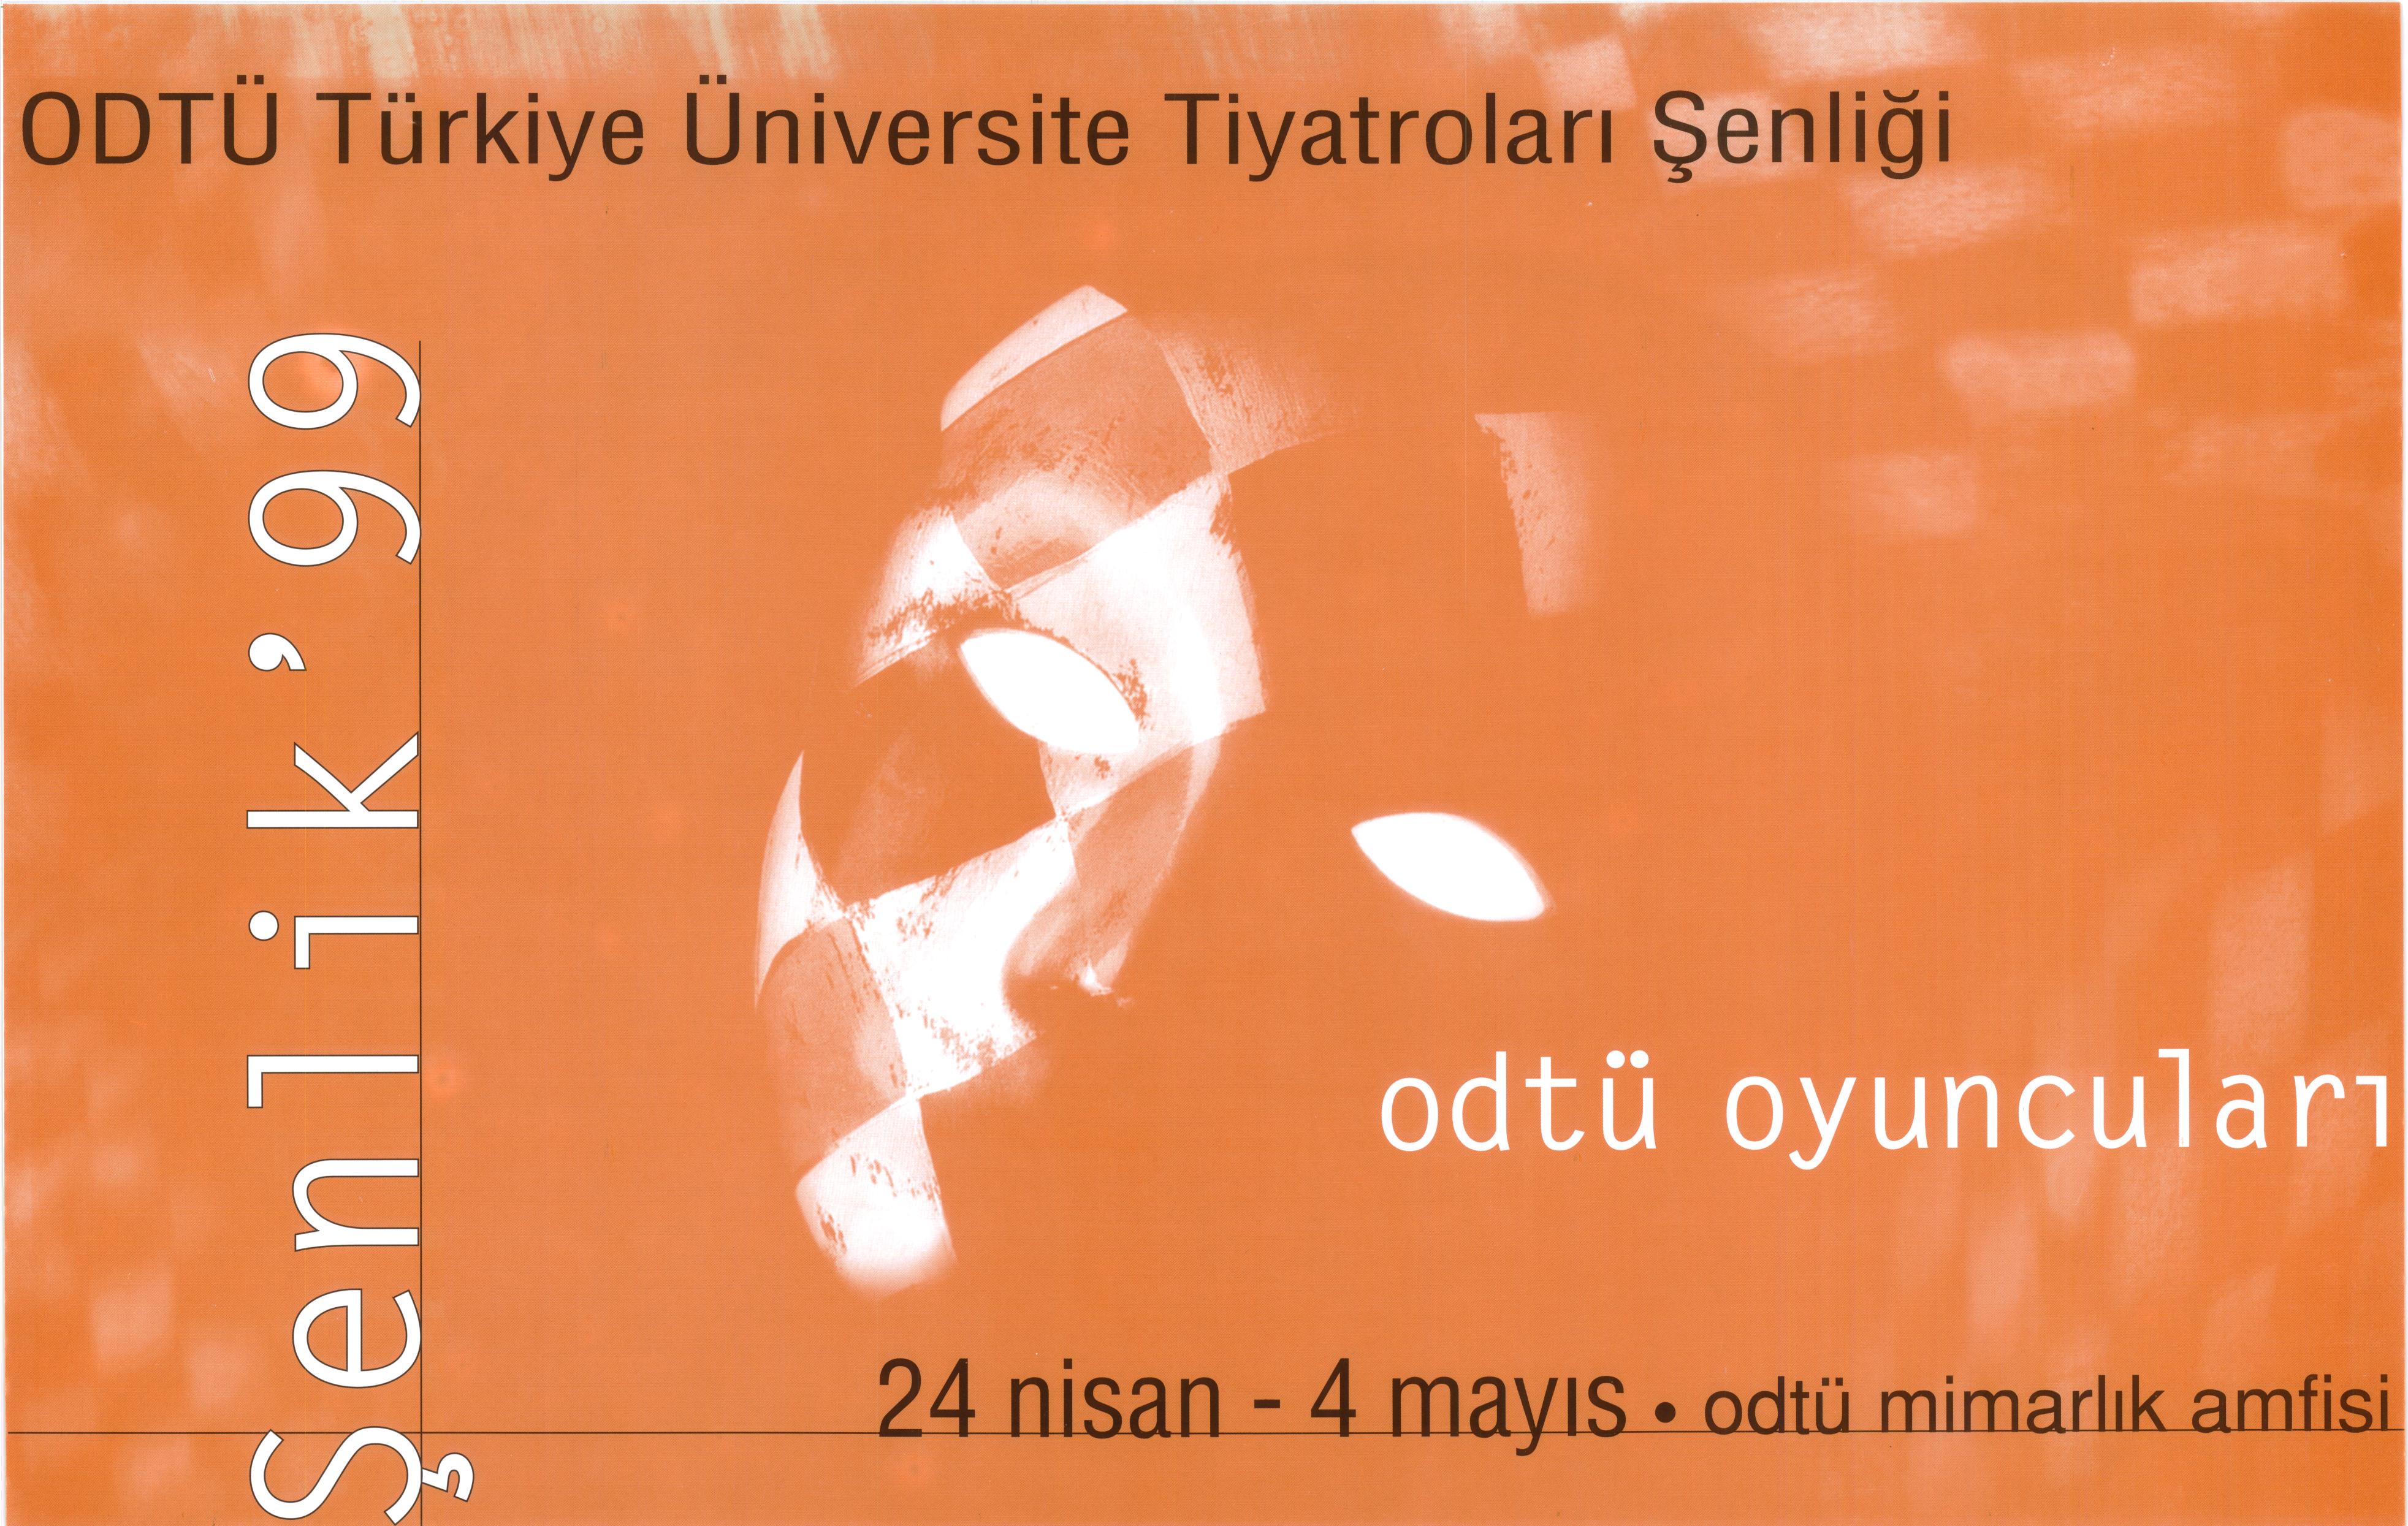 ODTÜ Türkiye Üniversite Tiyatroları Şenliği
Şenlik'99
odtü oyuncuları
24 nisan - 4 mayıs • odtü mimarlık amfisi